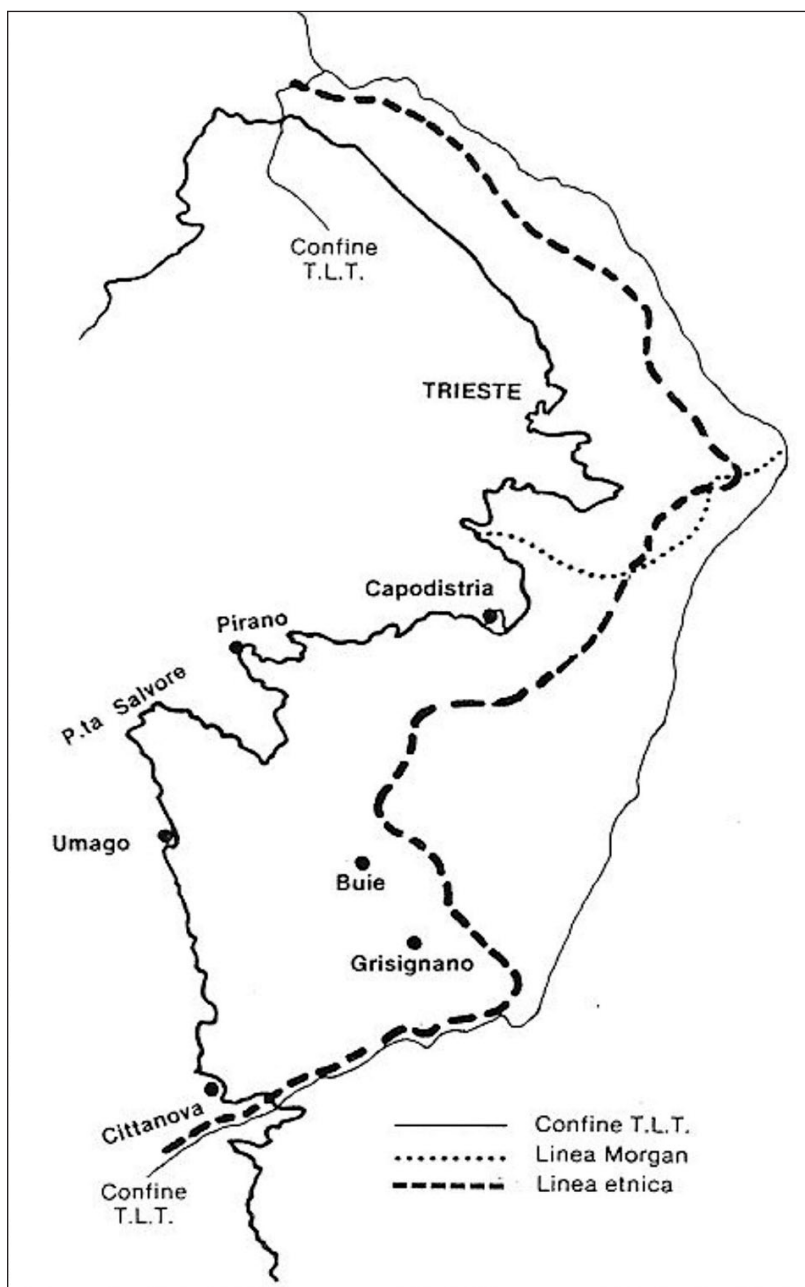 Confine
T.L.T.
TRIESTE
Capodistria
Pirano
P.ta Salvore
Umago
Buie
Grisignano
Cittanova
Confine
T.L.T.
Confine T.L.T.
Linea Morgan
Linea etnica